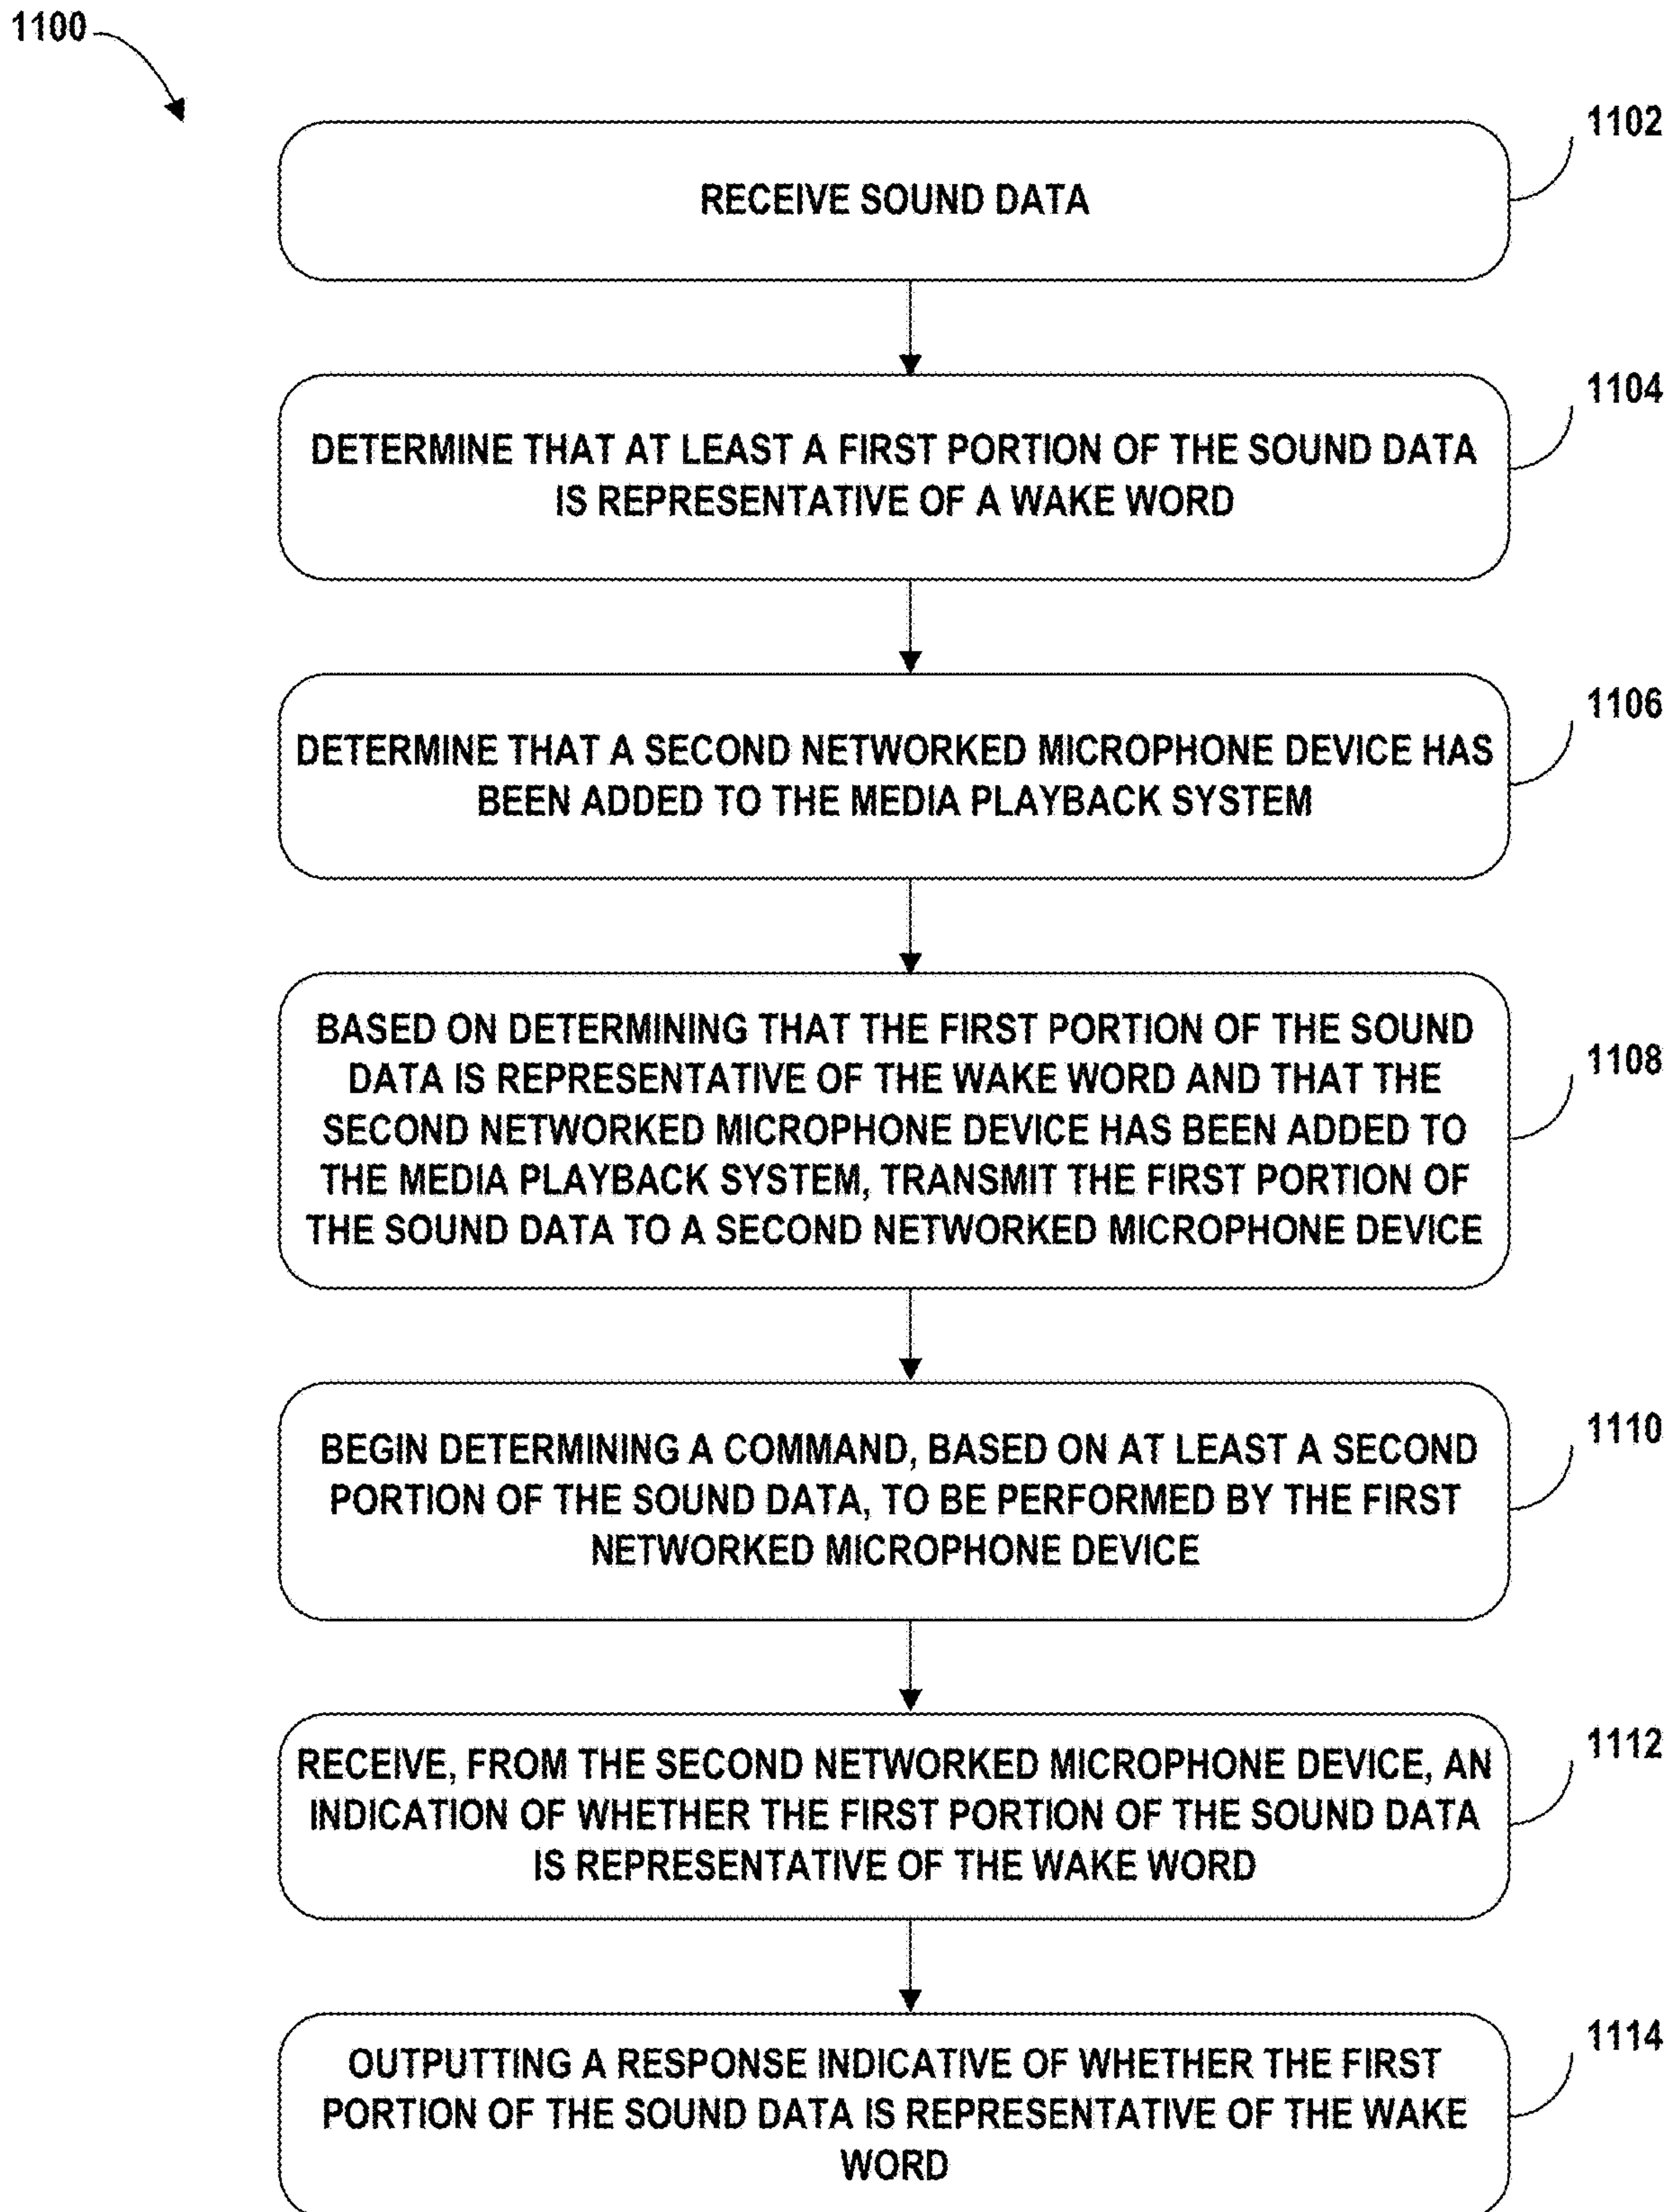 1100
1102
RECEIVE SOUND DATA
1104
DETERMINE THAT AT LEAST A FIRST PORTION OF THE SOUND DATA
IS REPRESENTATIVE OF A WAKE WORD
1106
DETERMINE THAT A SECOND NETWORKED MICROPHONE DEVICE HAS
BEEN ADDED TO THE MEDIA PLAYBACK SYSTEM
1108
BASED ON DETERMINING THAT THE FIRST PORTION OF THE SOUND
DATA IS REPRESENTATIVE OF THE WAKE WORD AND THAT THE
SECOND NETWORKED MICROPHONE DEVICE HAS BEEN ADDED TO
THE MEDIA PLAYBACK SYSTEM, TRANSMIT THE FIRST PORTION OF
THE SOUND DATA TO A SECOND NETWORKED MICROPHONE DEVICE
1110
BEGIN DETERMINING A COMMAND, BASED ON AT LEAST A SECOND
PORTION OF THE SOUND DATA, TO BE PERFORMED BY THE FIRST
NETWORKED MICROPHONE DEVICE
1112
RECEIVE, FROM THE SECOND NETWORKED MICROPHONE DEVICE, AN
INDICATION OF WHETHER THE FIRST PORTION OF THE SOUND DATA
IS REPRESENTATIVE OF THE WAKE WORD
1114
OUTPUTTING A RESPONSE INDICATIVE OF WHETHER THE FIRST
PORTION OF THE SOUND DATA IS REPRESENTATIVE OF THE WAKE
WORD